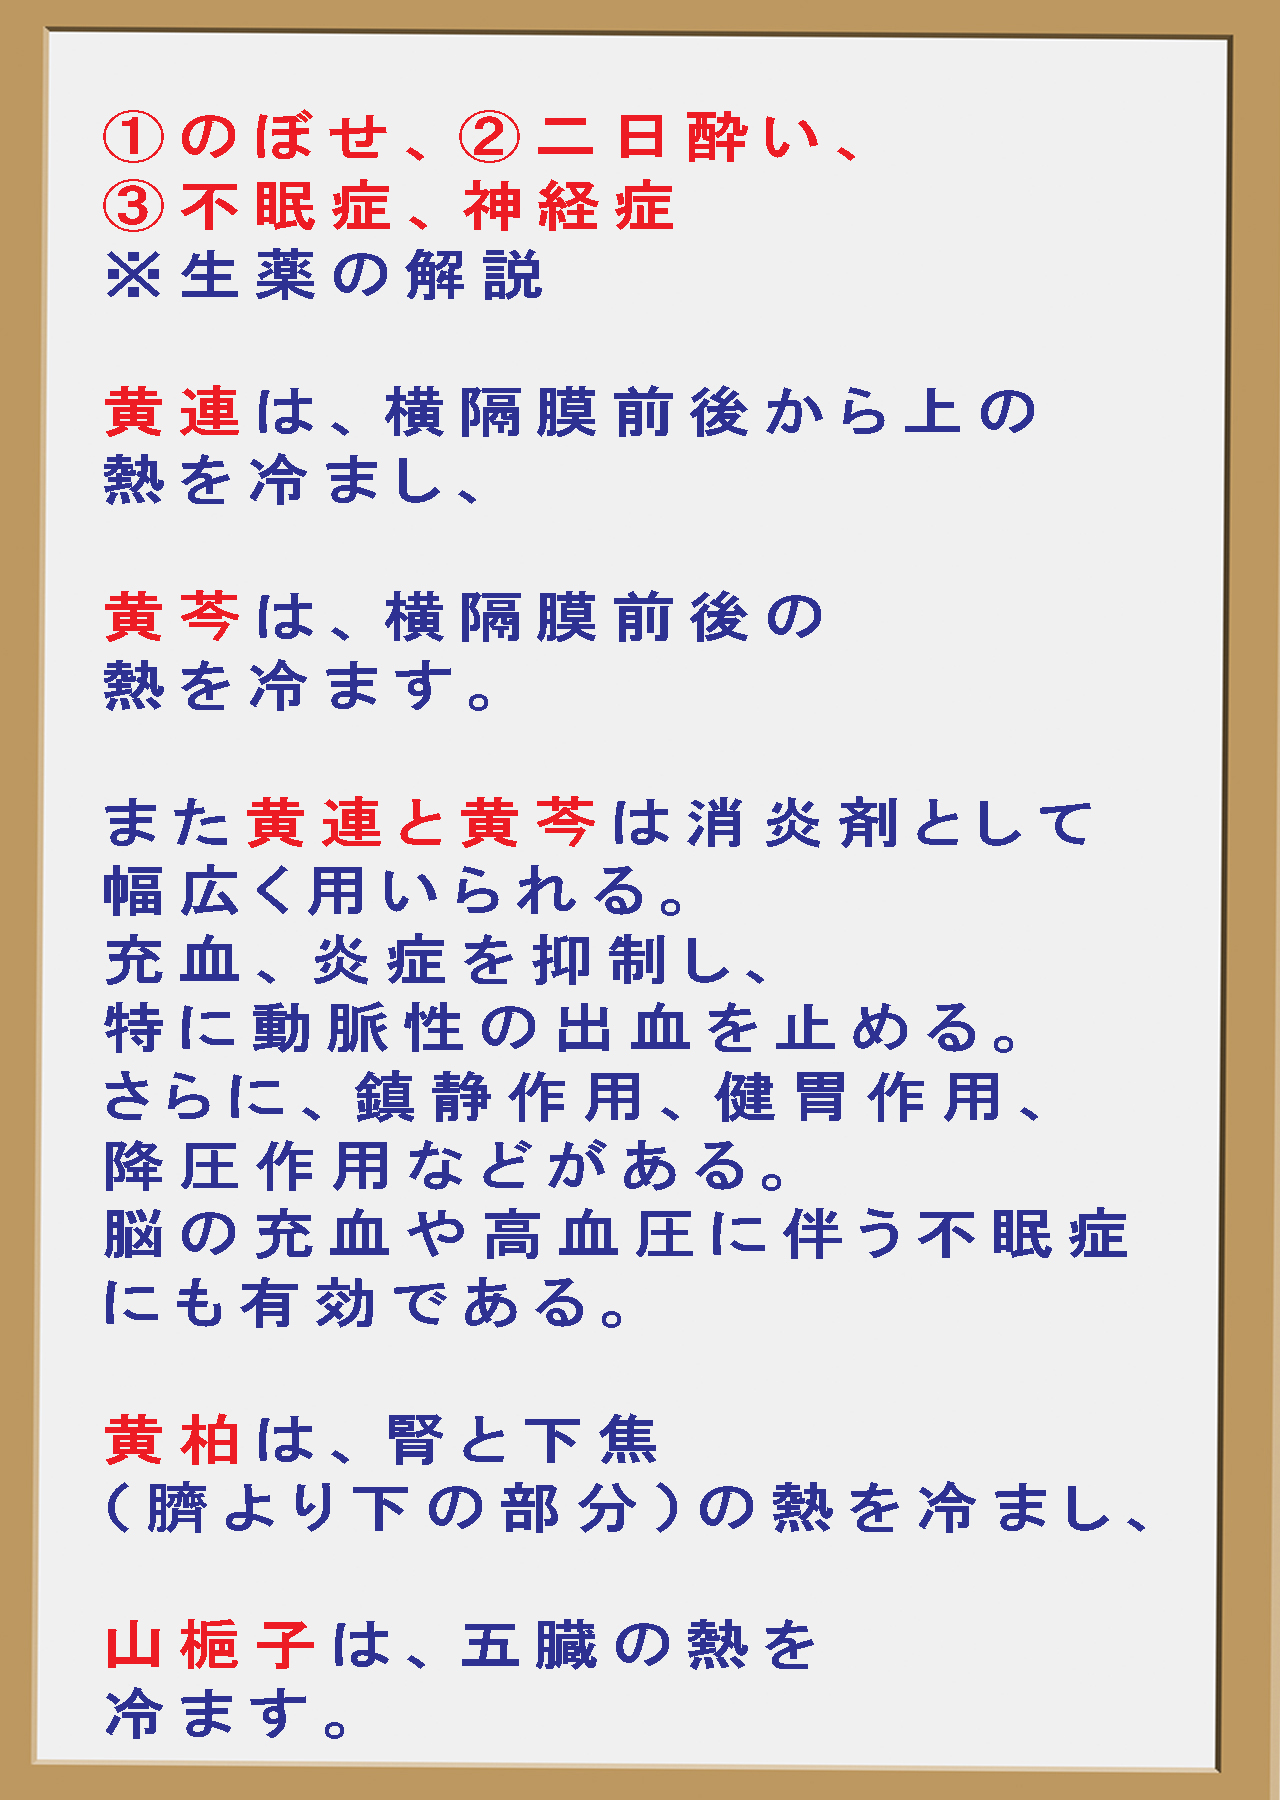 ①のぼせ、②二日酔い、
③不眠症、神経症
※生薬の解説
黄連は、横隔膜前後から上の
熱を冷まし、
黄芩は、横隔膜前後の
熱を冷ます。
また黄連と黄芩は消炎剤として
幅広く用いられる。
充血、炎症を抑制し、
特に動脈性の出血を止める。
さらに、鎮静作用、健胃作用、
降圧作用などがある。
脳の充血や高血圧に伴う不眠症
にも有効である。
黄柏は、腎と下焦
(臍より下の部分)の熱を冷まし、
山梔子は、五臓の熱を
冷ます。